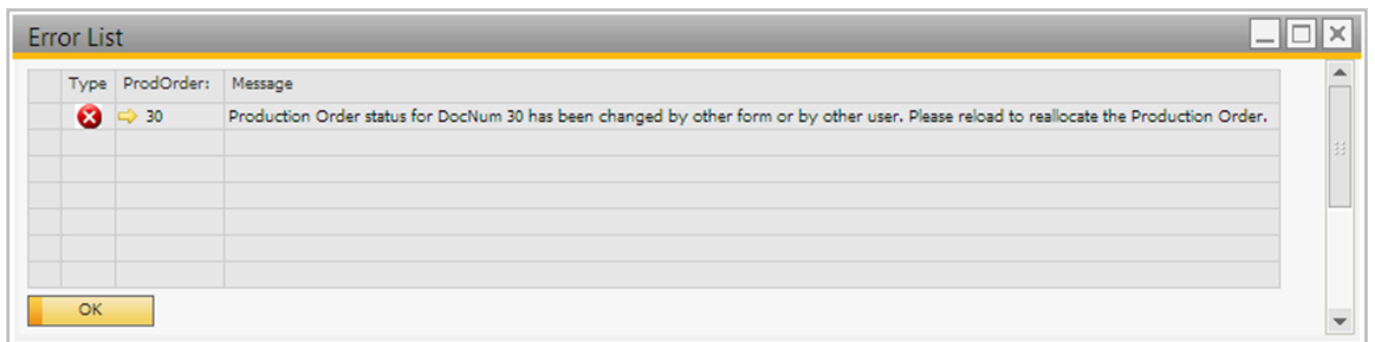 Error List
Type ProdOrder: Message
30 Production Order status for DocNum 30 has been changed by other form or by other user. Please reload to reallocate the Production Order.
OK